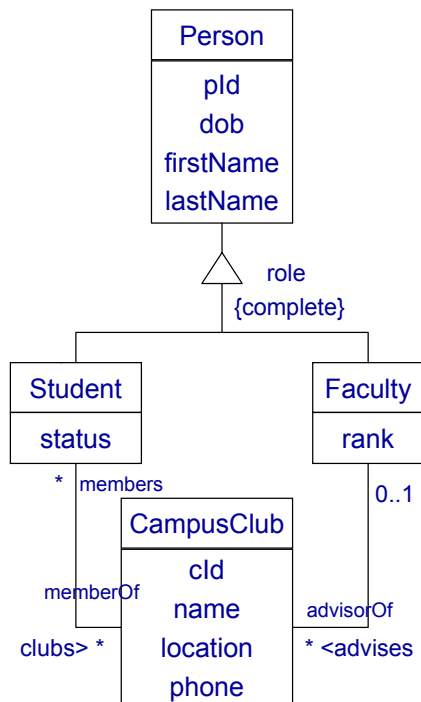 Person
pId
dob
firstName
lastName
role
{complete}
Student
status
Faculty
rank
* members
0..1
CampusClub
cId
name
location
phone
memberOf
clubs> *
advisorOf
* <advises